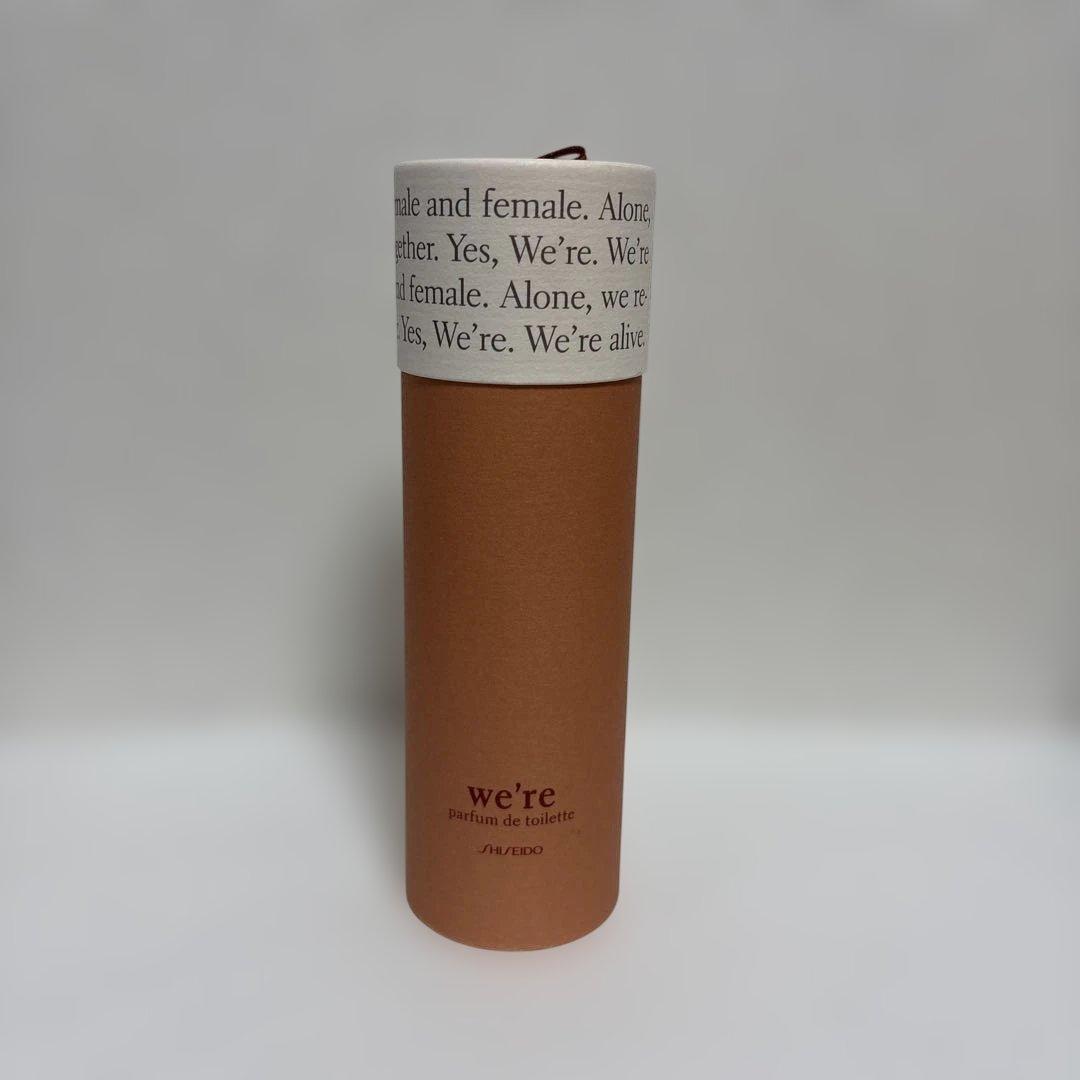 male and female. Alone,
gether. Yes, We're. We're
nd female. Alone, we re-
Yes, We're. We're alive.
we're
parfum de toilette
SHISEIDO